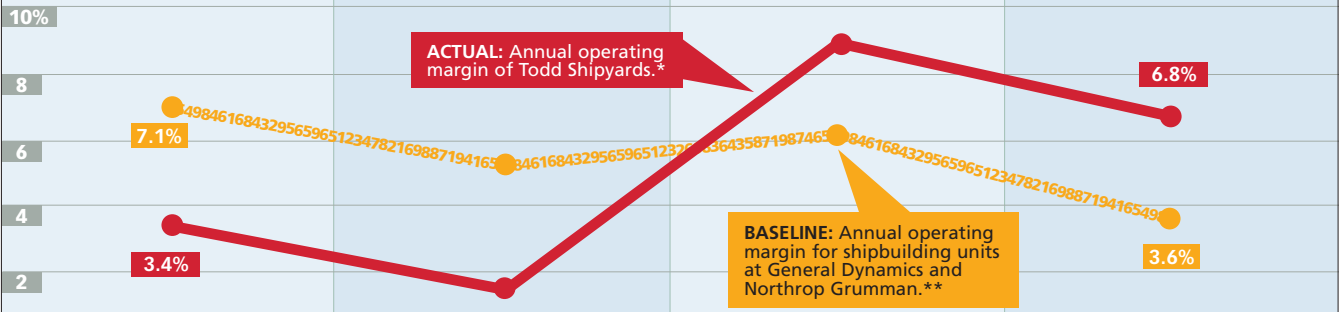 10%
ACTUAL: Annual operating
margin of Todd Shipyards.*
6.8%
8
7.1%
6
4
BASELINE: Annual operating
margin for shipbuilding units
at General Dynamics and
Northrop Grumman.**
3.4%
3.6%
2